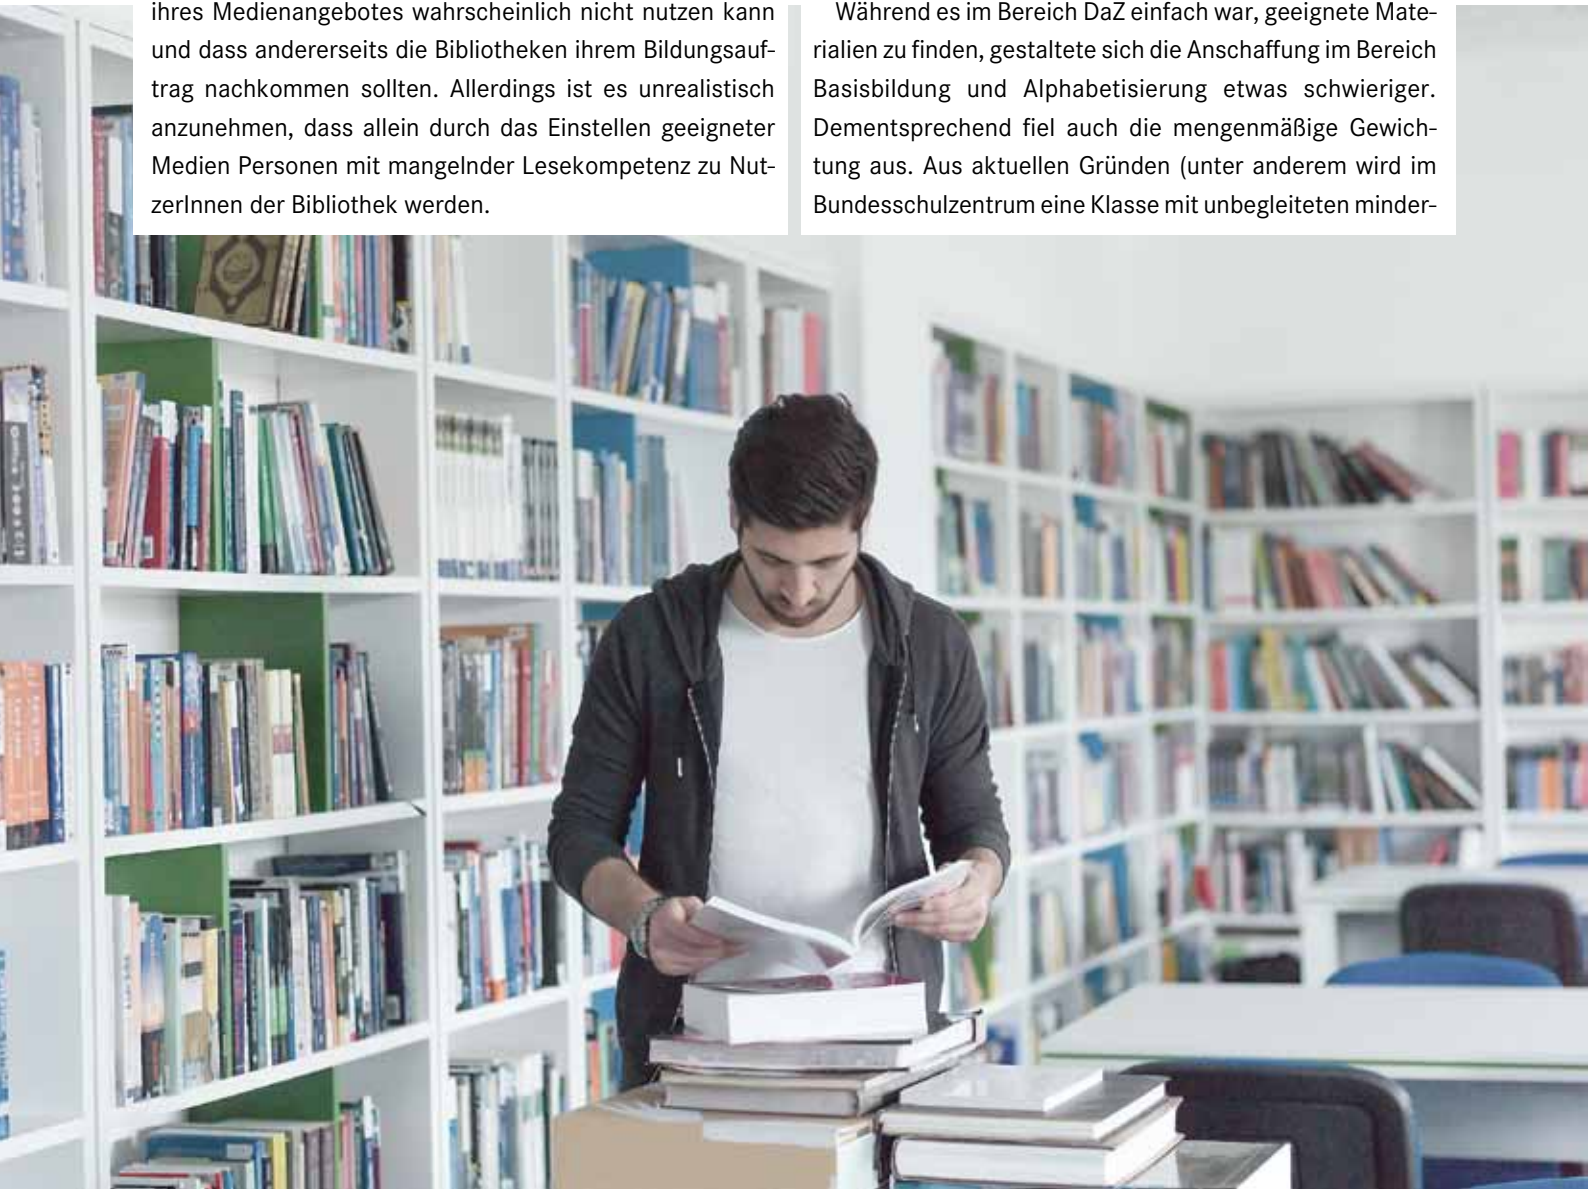 ihres Medienangebotes wahrscheinlich nicht nutzen kann
und dass andererseits die Bibliotheken ihrem Bildungsauf-
trag nachkommen sollten. Allerdings ist es unrealistisch
anzunehmen, dass allein durch das Einstellen geeigneter
Medien Personen mit mangelnder Lesekompetenz zu Nut-
zerInnen der Bibliothek werden.
Während es im Bereich DaZ einfach war, geeignete Mate-
rialien zu finden, gestaltete sich die Anschaffung im Bereich
Basisbildung und Alphabetisierung etwas schwieriger.
Dementsprechend fiel auch die mengenmäßige Gewich-
tung aus. Aus aktuellen Gründen (unter anderem wird im
Bundesschulzentrum eine Klasse mit unbegleiteten minder-